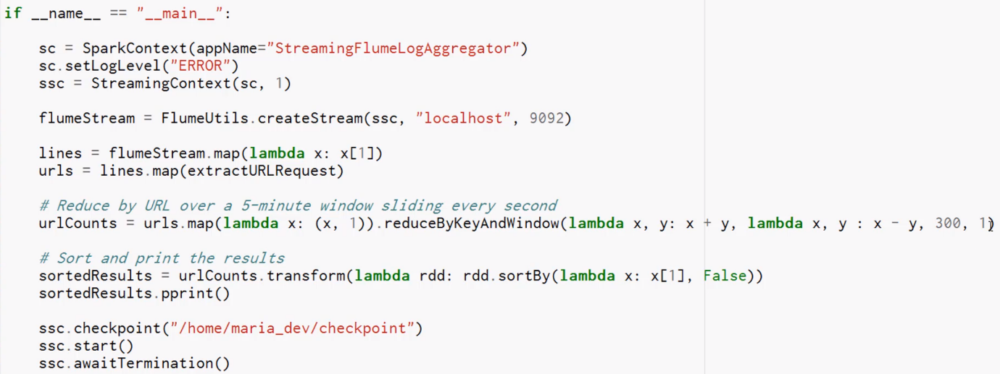 if __name__ == "__main__":
sc = SparkContext(appName="StreamingFlumeLogAggregator")
sc.setLogLevel("ERROR")
ssc = StreamingContext(sc, 1)
flumeStream = FlumeUtils.createStream(ssc, "localhost", 9092)
lines = flumeStream.map(lambda x: x[1])
urls = lines.map(extractURLRequest)
# Reduce by URL over a 5-minute window sliding every second
urlCounts = urls.map(lambda x: (x, 1)).reduceByKeyAndWindow(lambda x, y: x + y, lambda x, y : x - y, 300, 1)
# Sort and print the results
sortedResults = urlCounts.transform(lambda rdd: rdd.sortBy(lambda x: x[1], False))
sortedResults.pprint()
ssc.checkpoint("/home/maria_dev/checkpoint")
ssc.start()
ssc.awaitTermination()